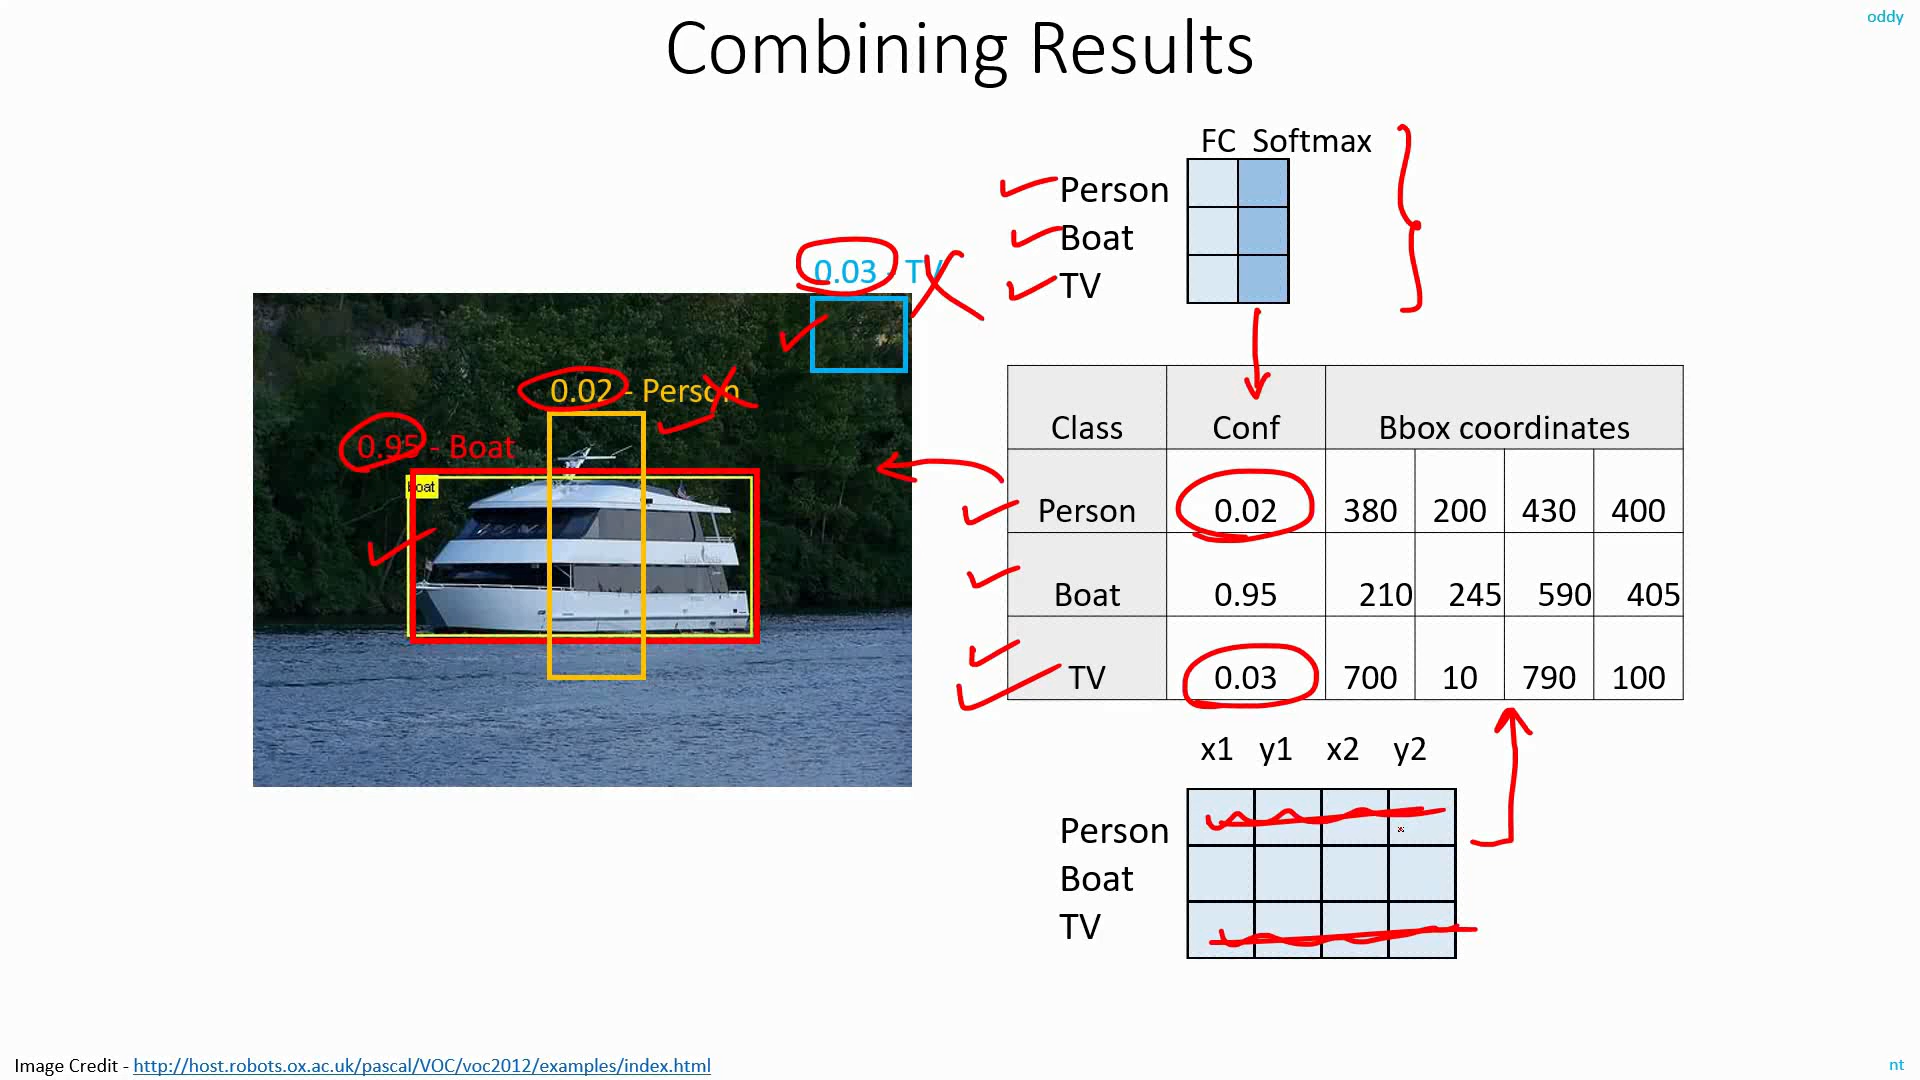 oddy
Combining Results
FC Softmax
Person
Boat
TV
0.03 - TV
0.02 - Person
0.95 - Boat
boat
Class Conf Bbox coordinates
Person 0.02 380 200 430 400
Boat 0.95 210 245 590 405
TV 0.03 700 10 790 100
x1 y1 x2 y2
Person
Boat
TV
Image Credit - http://host.robots.ox.ac.uk/pascal/VOC/voc2012/examples/index.html
nt